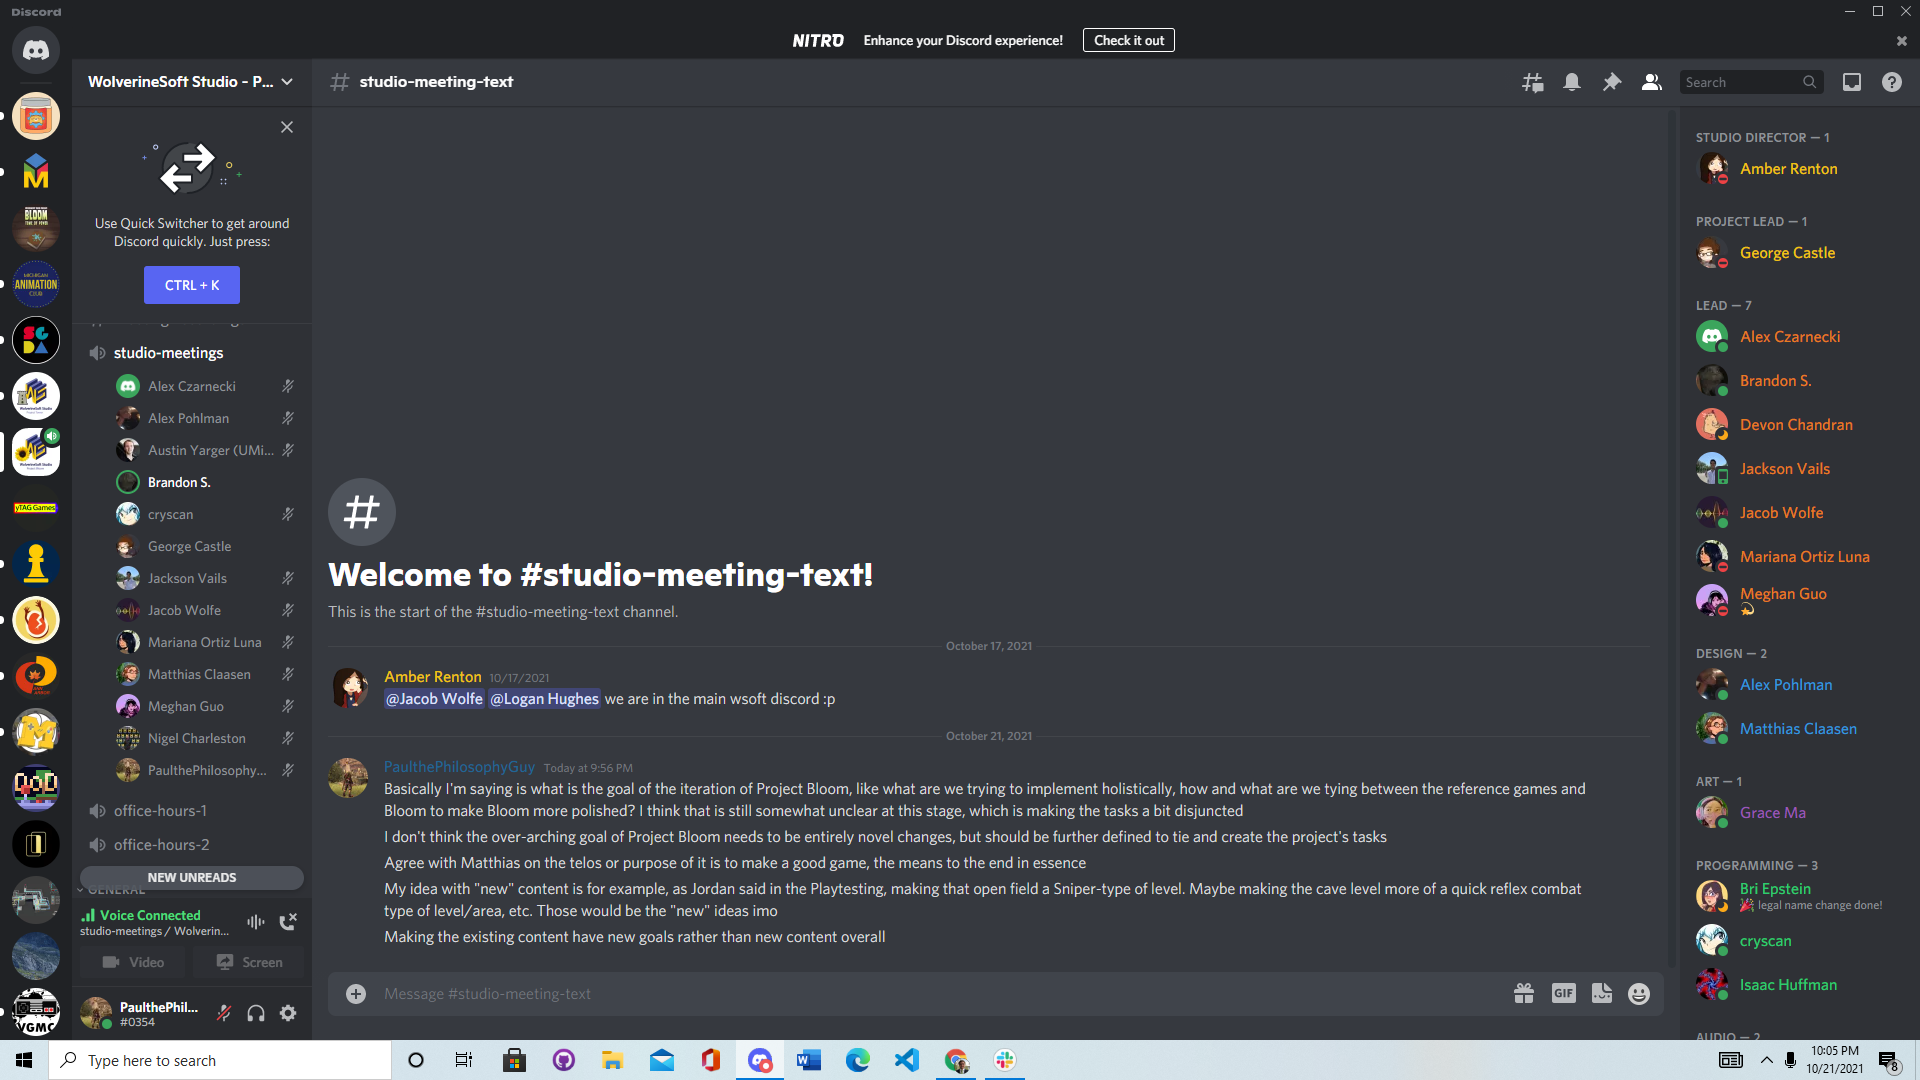 Discord
NITRO Enhance your Discord experience! Check it out
WolverineSoft Studio - P...
studio-meeting-text
Search
Use Quick Switcher to get around
Discord quickly. Just press:
CTRL + K
studio-meetings
Alex Czarnecki
Alex Pohlman
Austin Yarger (UMi...
Brandon S.
cryscan
George Castle
Jackson Vails
Jacob Wolfe
Mariana Ortiz Luna
Matthias Claasen
Meghan Guo
Nigel Charleston
PaulthePhilosophy...
office-hours-1
office-hours-2
NEW UNREADS
GENERAL
Voice Connected
studio-meetings / Wolverin...
Video
Screen
PaulthePhil...
#0354
BLOOM
MICHIGAN
ANIMATION
CLUB
yTAG Games
VGMC
Welcome to #studio-meeting-text!
This is the start of the #studio-meeting-text channel.
October 17, 2021
Amber Renton 10/17/2021
@Jacob Wolfe @Logan Hughes we are in the main wsoft discord :p
October 21, 2021
PaulthePhilosophyGuy Today at 9:56 PM
Basically I'm saying is what is the goal of the iteration of Project Bloom, like what are we trying to implement holistically, how and what are we tying between the reference games and
Bloom to make Bloom more polished? I think that is still somewhat unclear at this stage, which is making the tasks a bit disjuncted
I don't think the over-arching goal of Project Bloom needs to be entirely novel changes, but should be further defined to tie and create the project's tasks
Agree with Matthias on the telos or purpose of it is to make a good game, the means to the end in essence
My idea with "new" content is for example, as Jordan said in the Playtesting, making that open field a Sniper-type of level. Maybe making the cave level more of a quick reflex combat
type of level/area, etc. Those would be the "new" ideas imo
Making the existing content have new goals rather than new content overall
Message #studio-meeting-text
GIF
STUDIO DIRECTOR — 1
Amber Renton
PROJECT LEAD — 1
George Castle
LEAD — 7
Alex Czarnecki
Brandon S.
Devon Chandran
Jackson Vails
Jacob Wolfe
Mariana Ortiz Luna
Meghan Guo
DESIGN — 2
Alex Pohlman
Matthias Claasen
ART — 1
Grace Ma
PROGRAMMING — 3
Bri Epstein
legal name change done!
cryscan
Isaac Huffman
AUDIO — 2
Type here to search
10:05 PM
10/21/2021
8